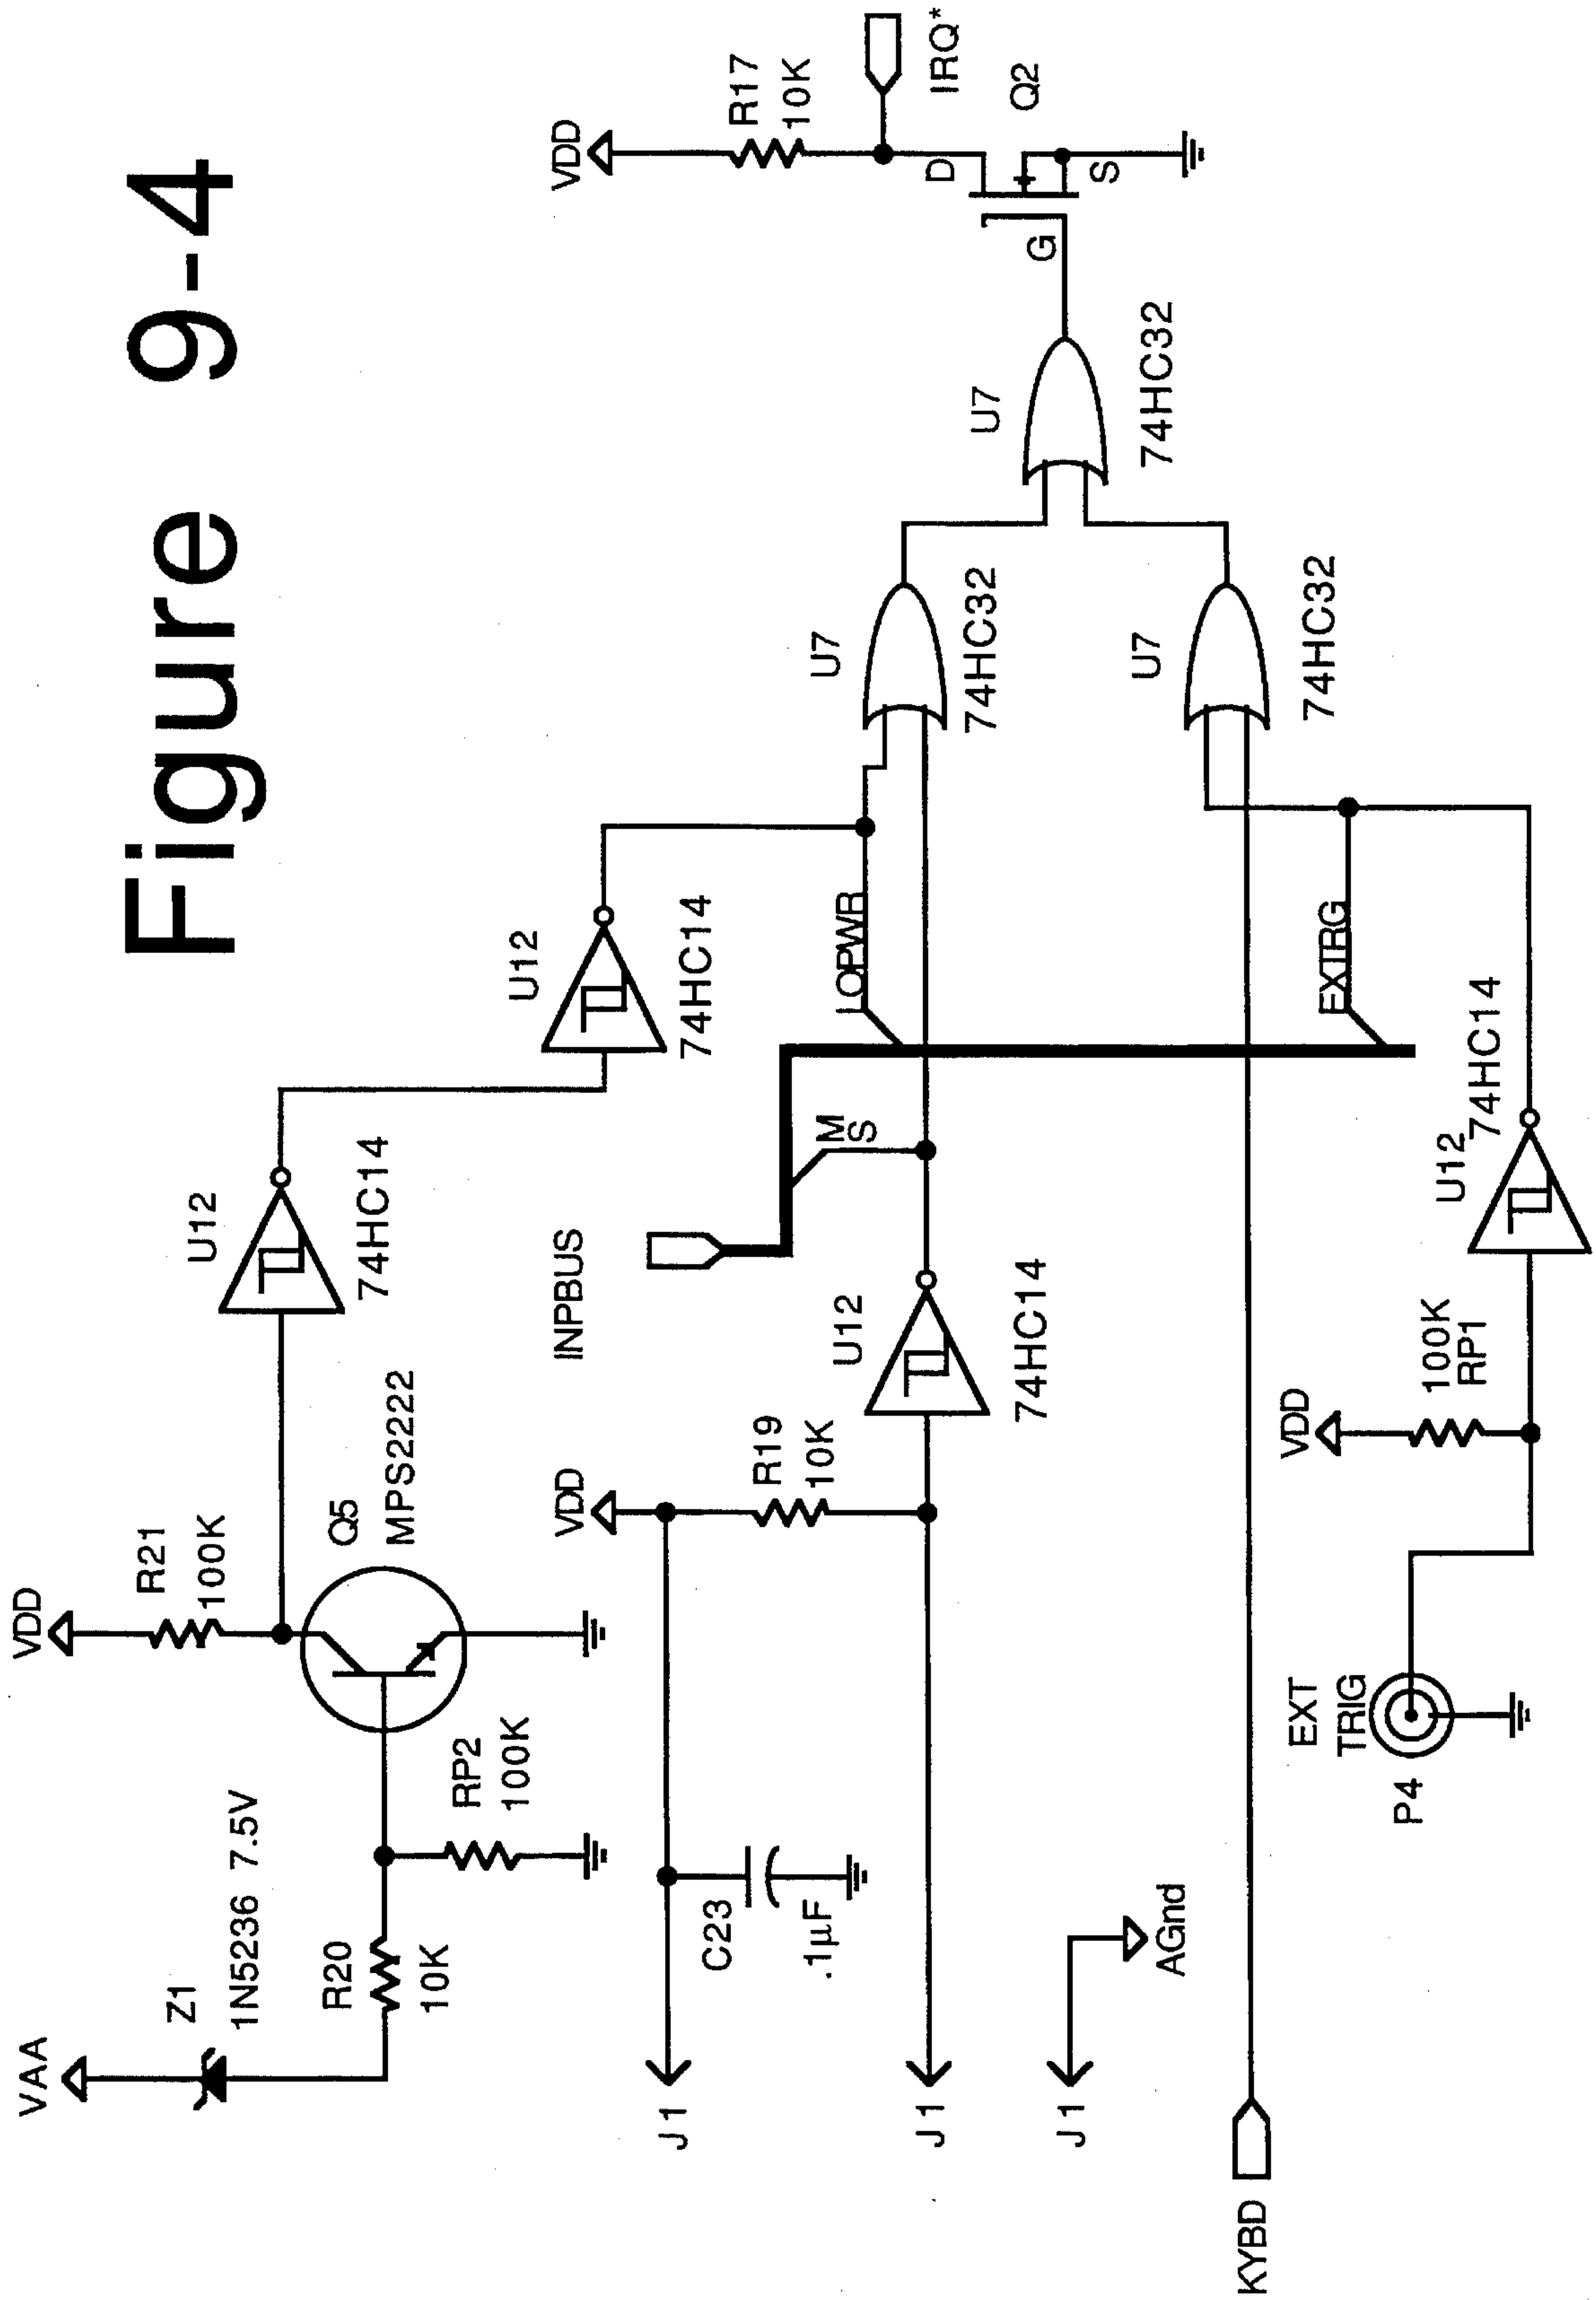 Figure 9-4
VAA
Z1
1N5236 7.5V
R20
10K
RP2
100K
VDD
R21
100K
Q5
MPS2222
U12
74HC14
U12
74HC14
J1
C23
.1µF
VDD
R19
10K
J1
U12
74HC14
INPBUS
MS
LOPWR
J1
AGnd
U7
74HC32
KYBD
EXT
TRIG
P4
VDD
100K
RP1
U12
74HC14
EXTRG
U7
74HC32
U7
74HC32
VDD
R17
10K
IRQ*
Q2
D
G
S